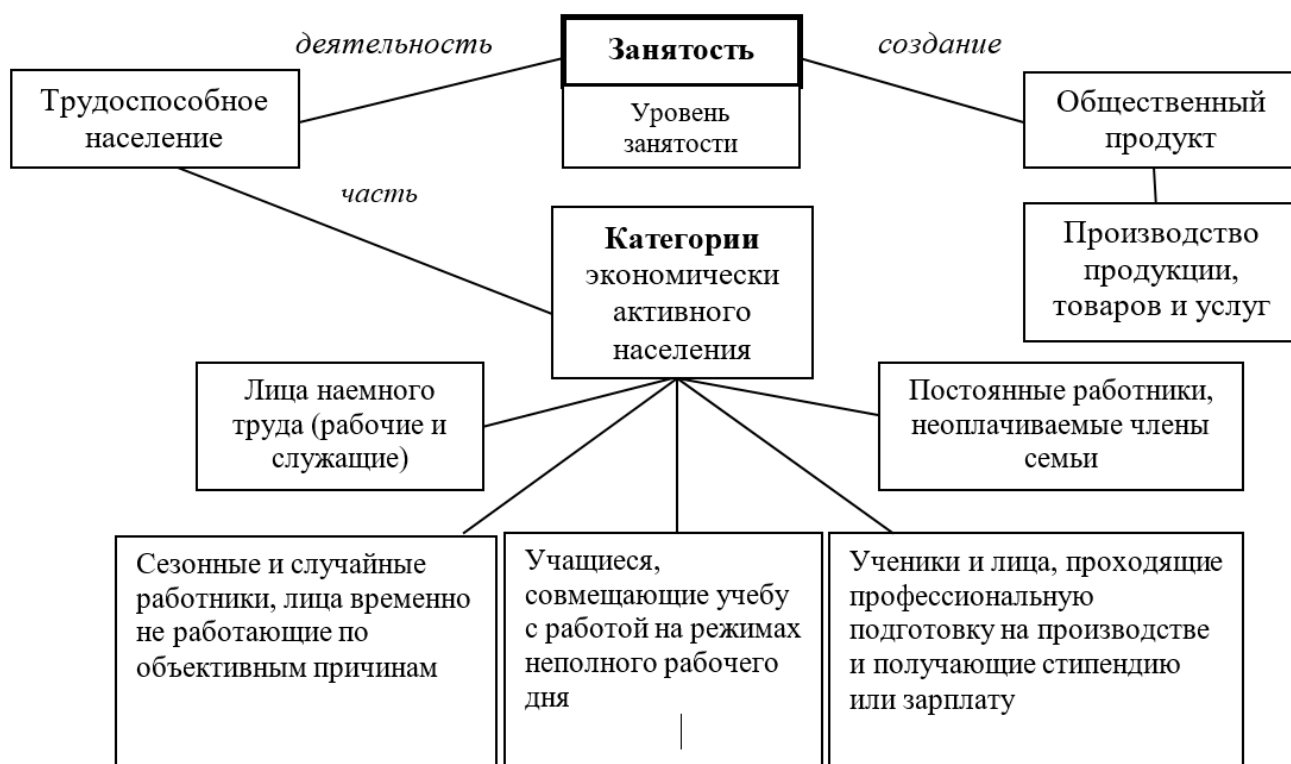 деятельность
Занятость
создание
Трудоспособное
население
Уровень
занятости
Общественный
продукт
часть
Категории
экономически
активного
населения
Производство
продукции,
товаров и услуг
Лица наемного
труда (рабочие и
служащие)
Постоянные работники,
неоплачиваемые члены
семьи
Сезонные и случайные
работники, лица временно
не работающие по
объективным причинам
Учащиеся,
совмещающие учебу
с работой на режимах
неполного рабочего
дня
Ученики и лица, проходящие
профессиональную
подготовку на производстве
и получающие стипендию
или зарплату